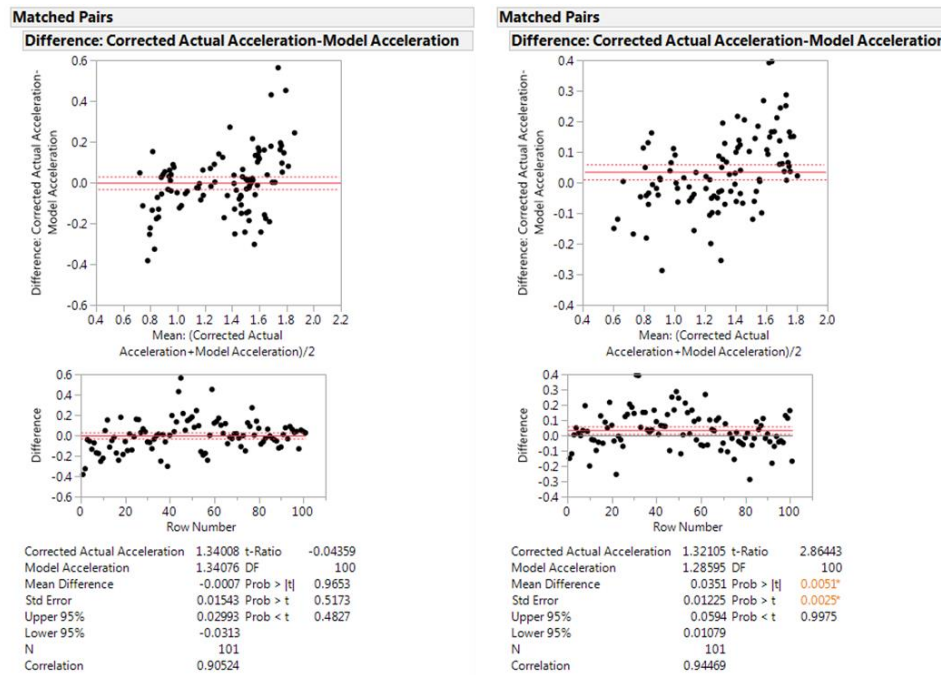 Matched Pairs
Difference: Corrected Actual Acceleration-Model Acceleration
Difference: Corrected Actual Acceleration-
Model Acceleration
0.6
0.4
0.2
0.0
-0.2
-0.4
-0.6
0.4 0.6 0.8 1.0 1.2 1.4 1.6 1.8 2.0 2.2
Mean: (Corrected Actual
Acceleration+Model Acceleration)/2
Difference
0.6
0.4
0.2
0.0
-0.2
-0.4
-0.6
0 20 40 60 80 100
Row Number
Corrected Actual Acceleration 1.34008 t-Ratio -0.04359
Model Acceleration 1.34076 DF 100
Mean Difference -0.0007 Prob > |t| 0.9653
Std Error 0.01543 Prob > t 0.5173
Upper 95% 0.02993 Prob < t 0.4827
Lower 95% -0.0313
N 101
Correlation 0.90524
Matched Pairs
Difference: Corrected Actual Acceleration-Model Acceleration
Difference: Corrected Actual Acceleration-
Model Acceleration
0.4
0.3
0.2
0.1
0.0
-0.1
-0.2
-0.3
-0.4
0.4 0.6 0.8 1.0 1.2 1.4 1.6 1.8 2.0
Mean: (Corrected Actual
Acceleration+Model Acceleration)/2
Difference
0.4
0.3
0.2
0.1
0.0
-0.1
-0.2
-0.3
-0.4
0 20 40 60 80 100
Row Number
Corrected Actual Acceleration 1.32105 t-Ratio 2.86443
Model Acceleration 1.28595 DF 100
Mean Difference 0.0351 Prob > |t| 0.0051*
Std Error 0.01225 Prob > t 0.0025*
Upper 95% 0.0594 Prob < t 0.9975
Lower 95% 0.01079
N 101
Correlation 0.94469